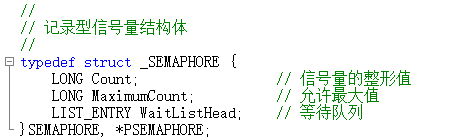 //
// 记录型信号量结构体
//
typedef struct _SEMAPHORE {
LONG Count; // 信号量的整形值
LONG MaximumCount; // 允许最大值
LIST_ENTRY WaitListHead; // 等待队列
}SEMAPHORE, *PSEMAPHORE;